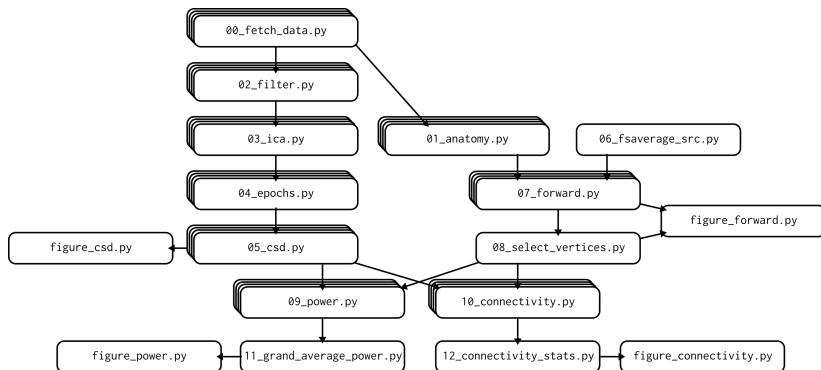 00_fetch_data.py
02_filter.py
03_ica.py
01_anatomy.py
06_fsaverage_src.py
04_epochs.py
07_forward.py
figure_forward.py
figure_csd.py
05_csd.py
08_select_vertices.py
09_power.py
10_connectivity.py
figure_power.py
11_grand_average_power.py
12_connectivity_stats.py
figure_connectivity.py